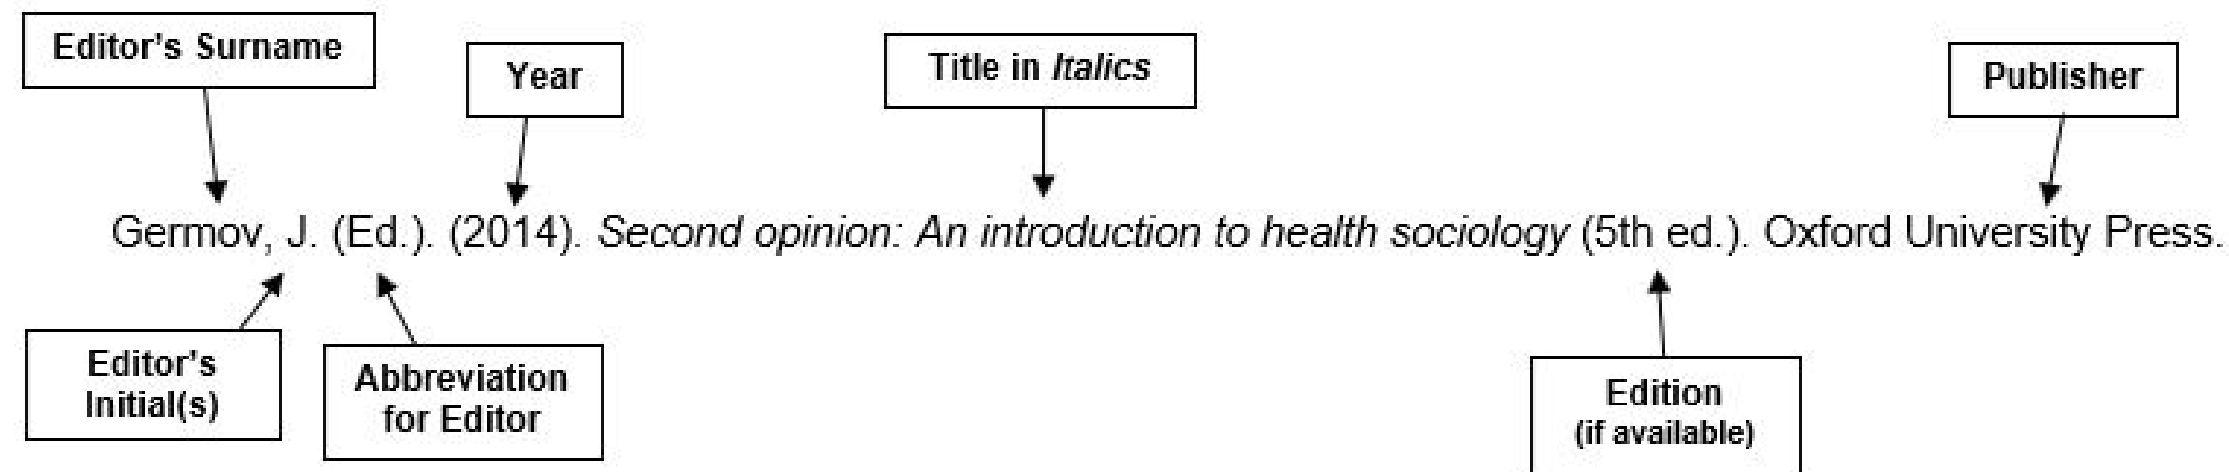 Editor's Surname
Year
Title in Italics
Publisher
Germov, J. (Ed.). (2014). Second opinion: An introduction to health sociology (5th ed.). Oxford University Press.
Editor's
Initial(s)
Abbreviation
for Editor
Edition
(if available)